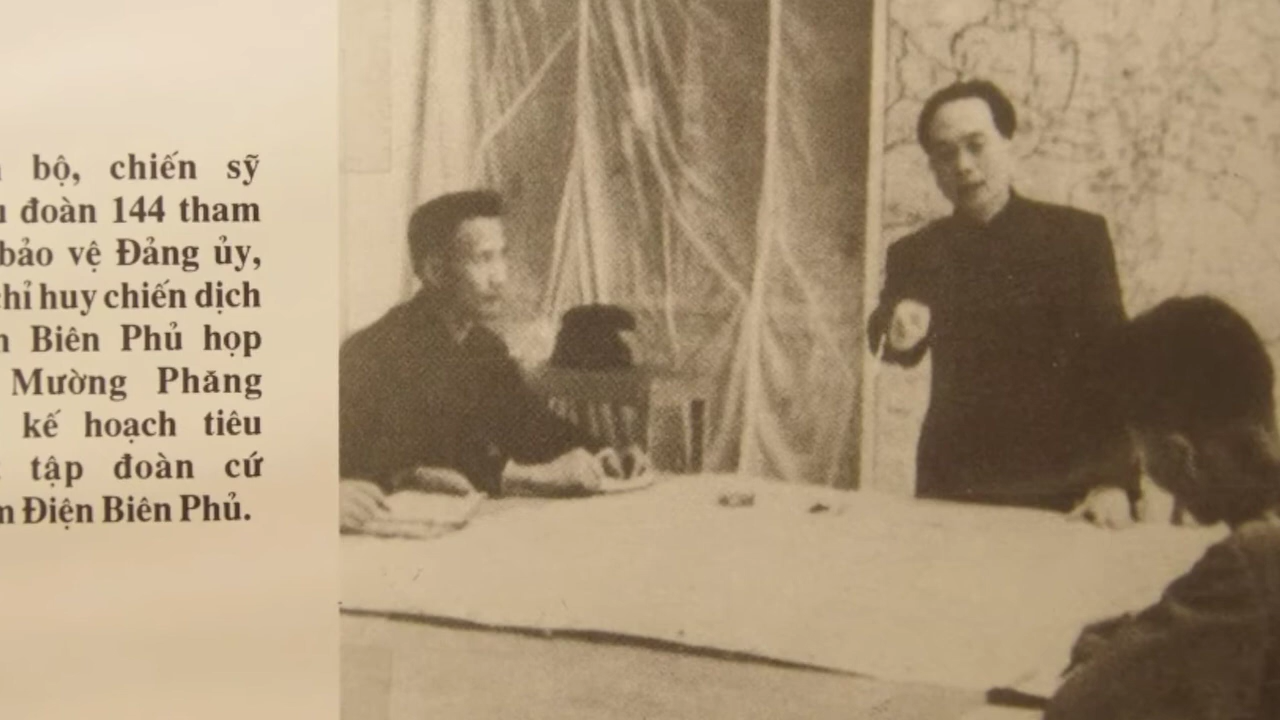 bộ, chiến sỹ
đoàn 144 tham
bảo vệ Đảng ủy,
huy chiến dịch
Biên Phủ họp
Mường Phăng
kế hoạch tiêu
tập đoàn cứ
Điện Biên Phủ.